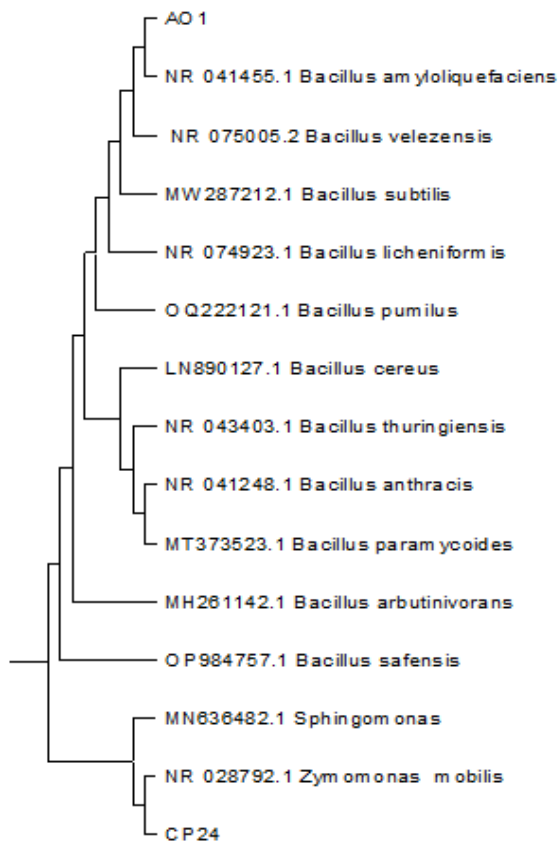 AO1
NR 041455.1 Bacillus amyloliquefaciens
NR 075005.2 Bacillus velezensis
MW287212.1 Bacillus subtilis
NR 074923.1 Bacillus licheniformis
OQ222121.1 Bacillus pumilus
LN890127.1 Bacillus cereus
NR 043403.1 Bacillus thuringiensis
NR 041248.1 Bacillus anthracis
MT373523.1 Bacillus paramycoides
MH261142.1 Bacillus arbutinivorans
OP984757.1 Bacillus safensis
MN636482.1 Sphingomonas
NR 028792.1 Zymomonas mobilis
CP24